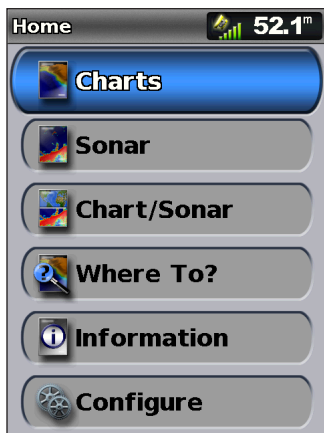 Home 52.1m
Charts
Sonar
Chart/Sonar
Where To?
Information
Configure